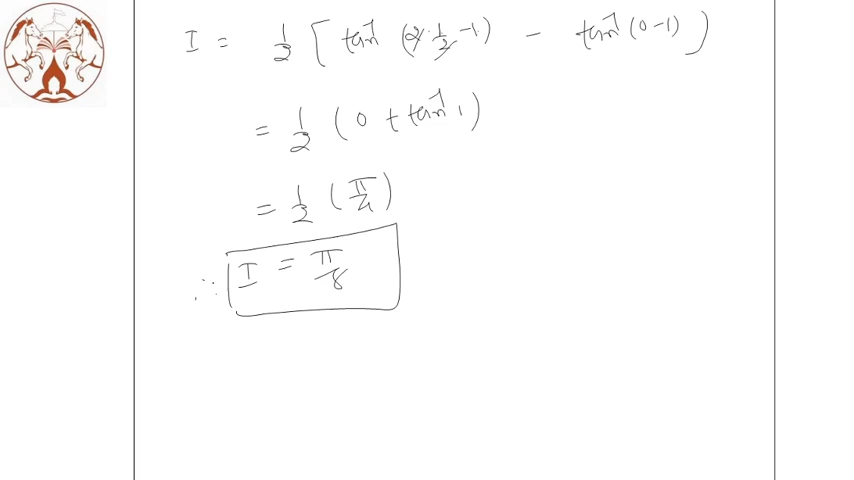 I = 1/2 [ tan⁻¹ (2·1/2 -1) - tan⁻¹ (0-1) )
= 1/2 ( 0 + tan⁻¹ 1 )
= 1/2 ( π/4 )
∴ I = π/8